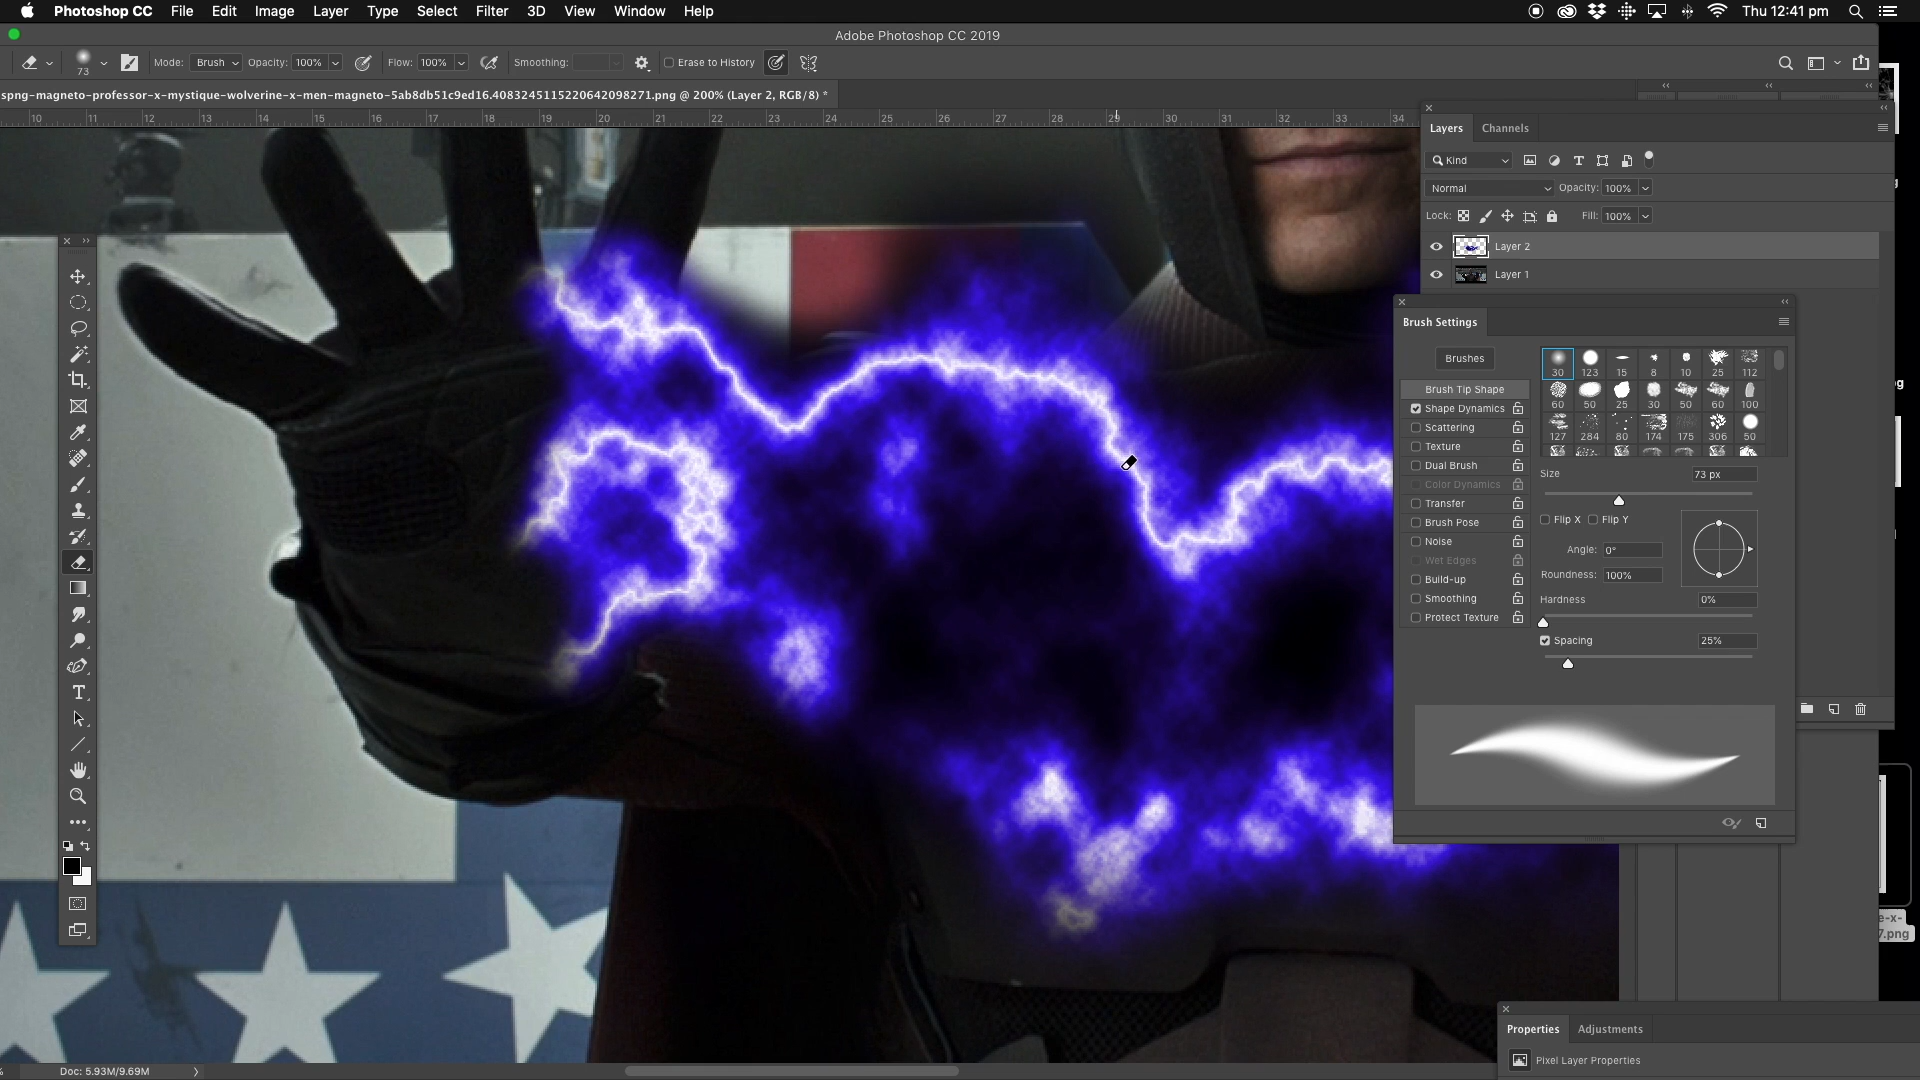 Photoshop CC File Edit Image Layer Type Select Filter 3D View Window Help Thu 12:41 pm
Adobe Photoshop CC 2019
73 Mode: Brush Opacity: 100% Flow: 100% Smoothing: Erase to History
spng-magneto-professor-x-mystique-wolverine-x-men-magneto-5ab8db51c9ed16.4083245115220642098271.png @ 200% (Layer 2, RGB/8) *
10 11 12 13 14 15 16 17 18 19 20 21 22 23 24 25 26 27 28 29 30 31 32 33 34
Layers Channels
Kind
Normal Opacity: 100%
Lock: Fill: 100%
Layer 2
Layer 1
Brush Settings
Brushes
Brush Tip Shape
Shape Dynamics
Scattering
Texture
Dual Brush
Color Dynamics
Transfer
Brush Pose
Noise
Wet Edges
Build-up
Smoothing
Protect Texture
30 123 15 8 10 25 112
60 50 25 30 50 60 100
127 284 80 174 175 306 50
Size 73 px
Flip X Flip Y
Angle: 0°
Roundness: 100%
Hardness 0%
Spacing 25%
e-x-
7.png
Properties Adjustments
Pixel Layer Properties
Doc: 5.93M/9.69M